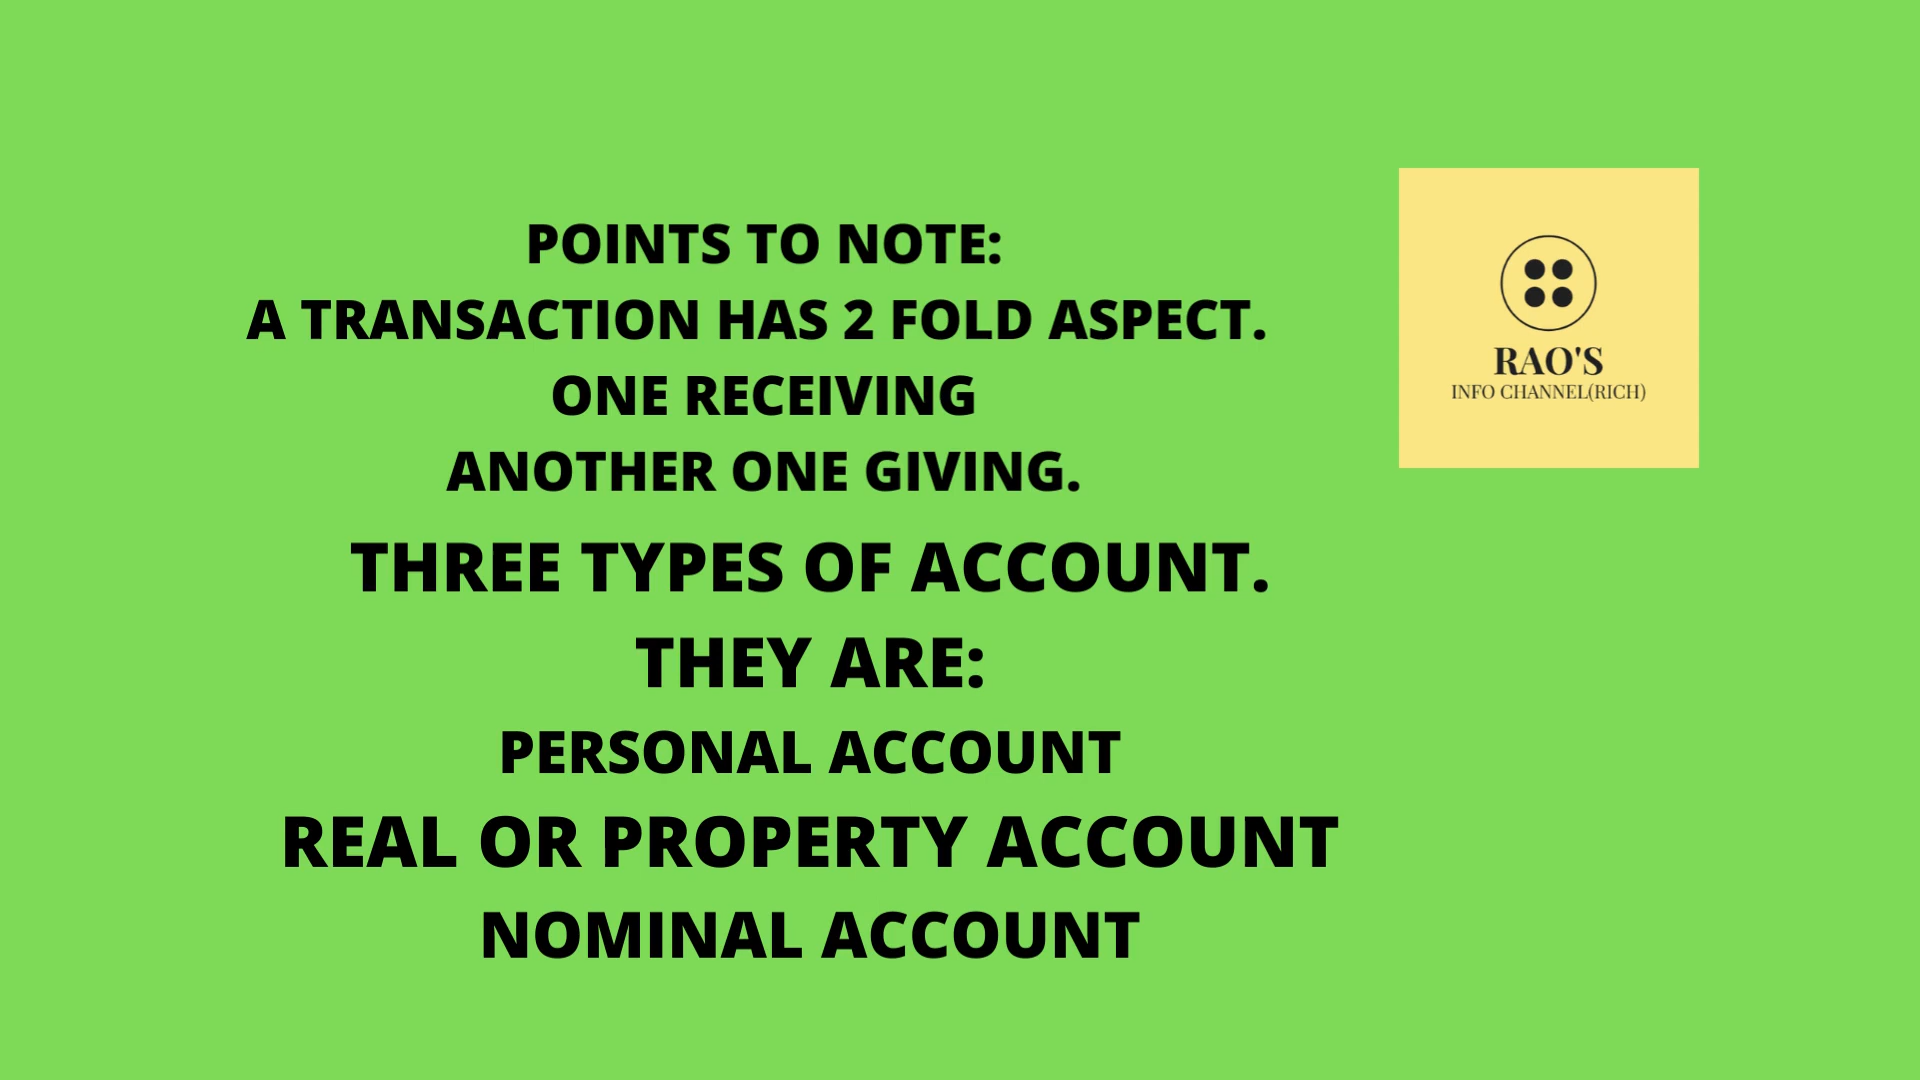 POINTS TO NOTE:
A TRANSACTION HAS 2 FOLD ASPECT.
ONE RECEIVING
ANOTHER ONE GIVING.
THREE TYPES OF ACCOUNT.
THEY ARE:
PERSONAL ACCOUNT
REAL OR PROPERTY ACCOUNT
NOMINAL ACCOUNT
RAO'S
INFO CHANNEL(RICH)